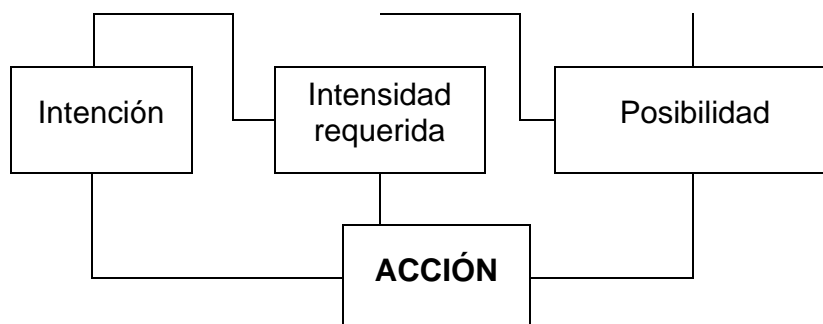 Intención
Intensidad
requerida
Posibilidad
ACCIÓN